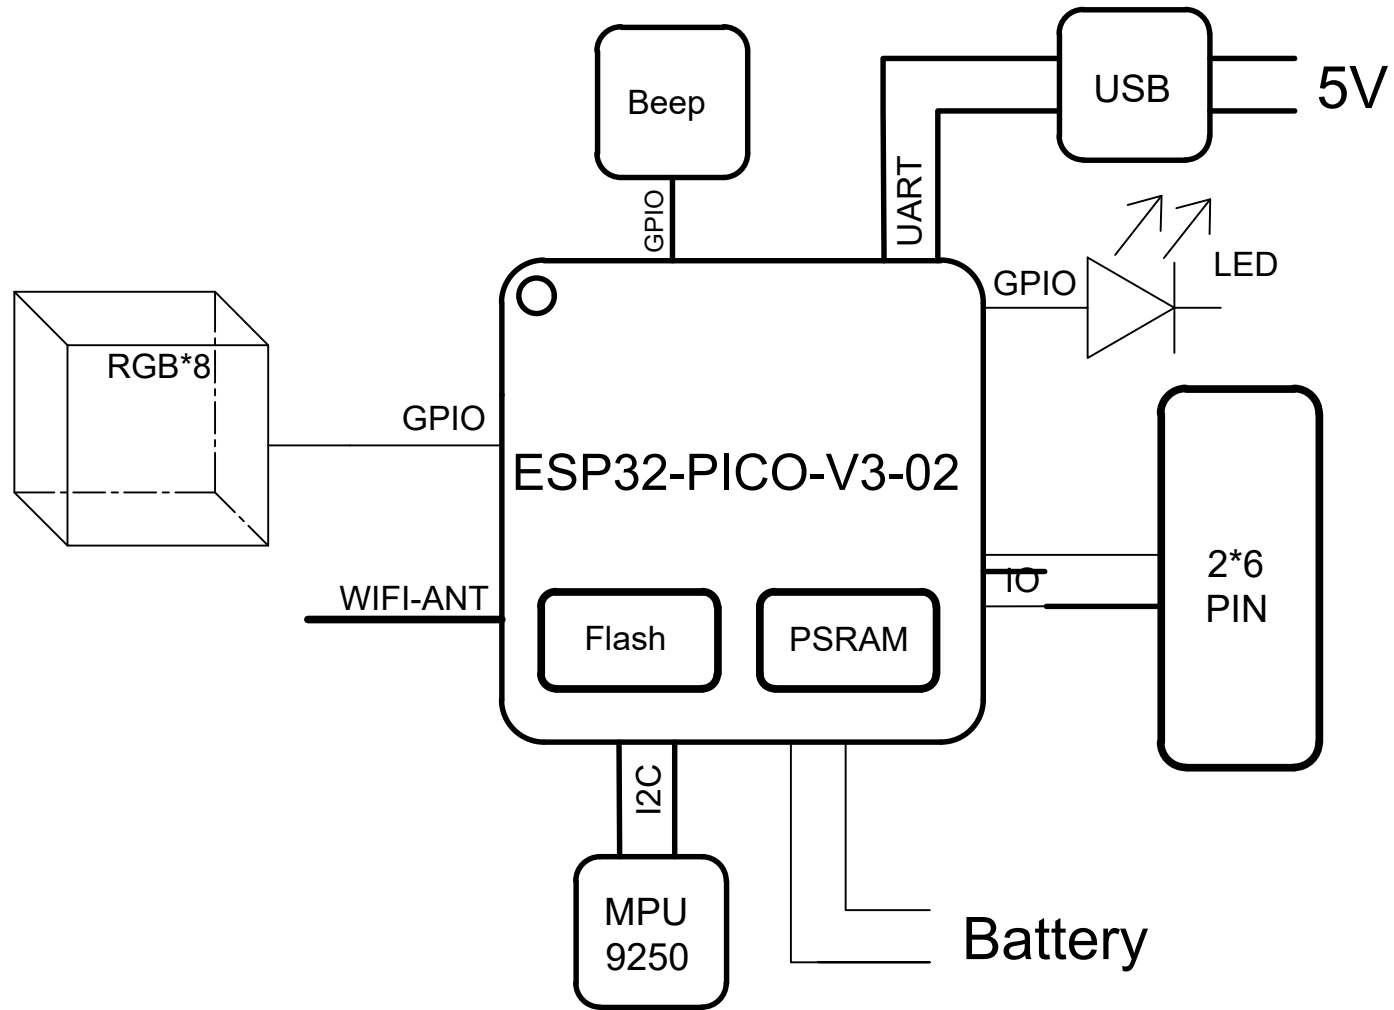 Beep
USB
5V
GPIO
UART
GPIO
LED
RGB*8
GPIO
ESP32-PICO-V3-02
WIFI-ANT
IO
2*6
PIN
Flash
PSRAM
I2C
MPU
9250
Battery